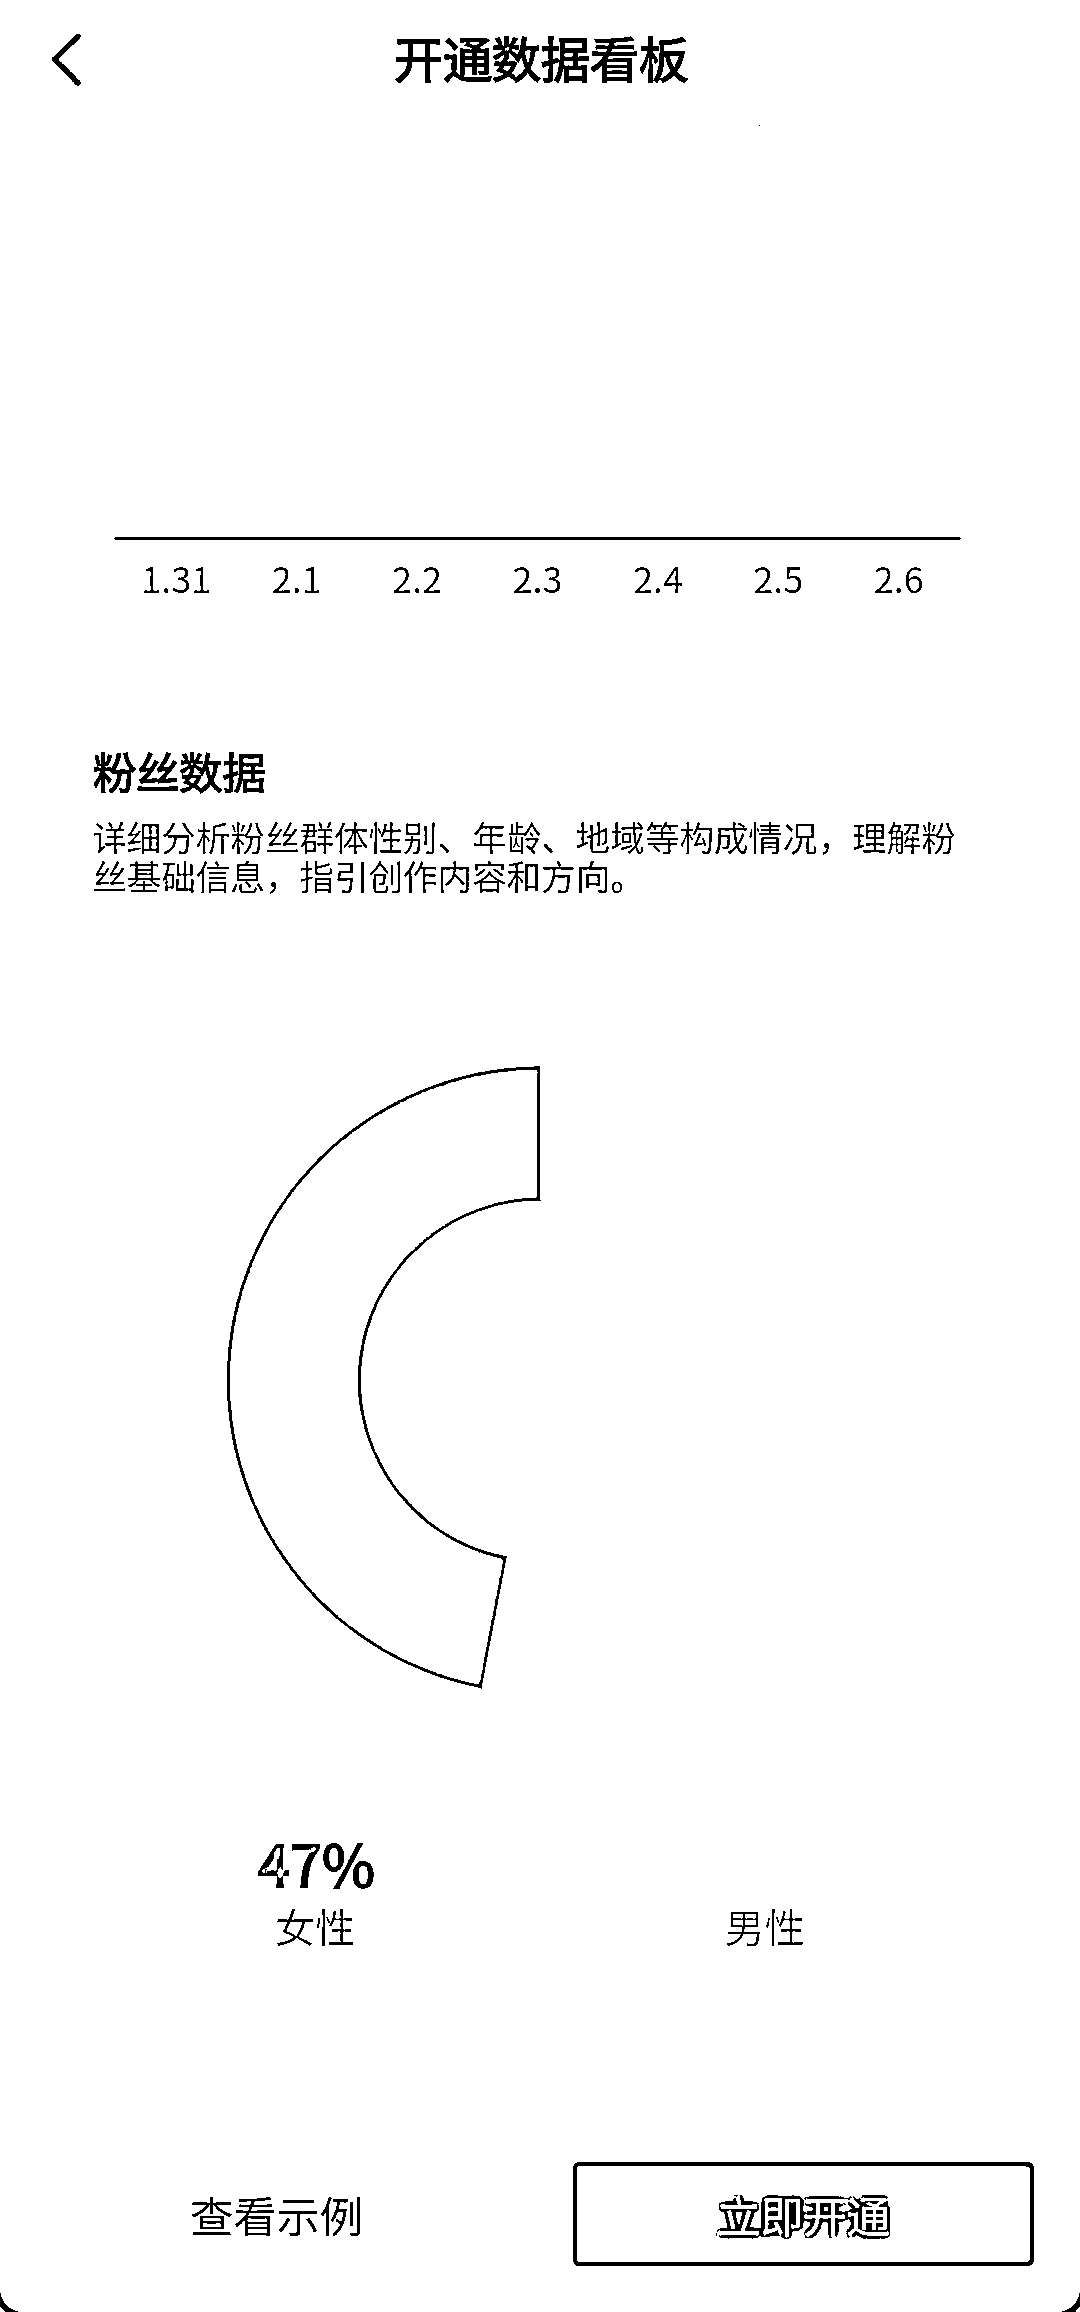 开通数据看板
1.31 2.1 2.2 2.3 2.4 2.5 2.6
粉丝数据
详细分析粉丝群体性别、年龄、地域等构成情况，理解粉
丝基础信息，指引创作内容和方向。
47%
女性 男性
查看示例 立即开通